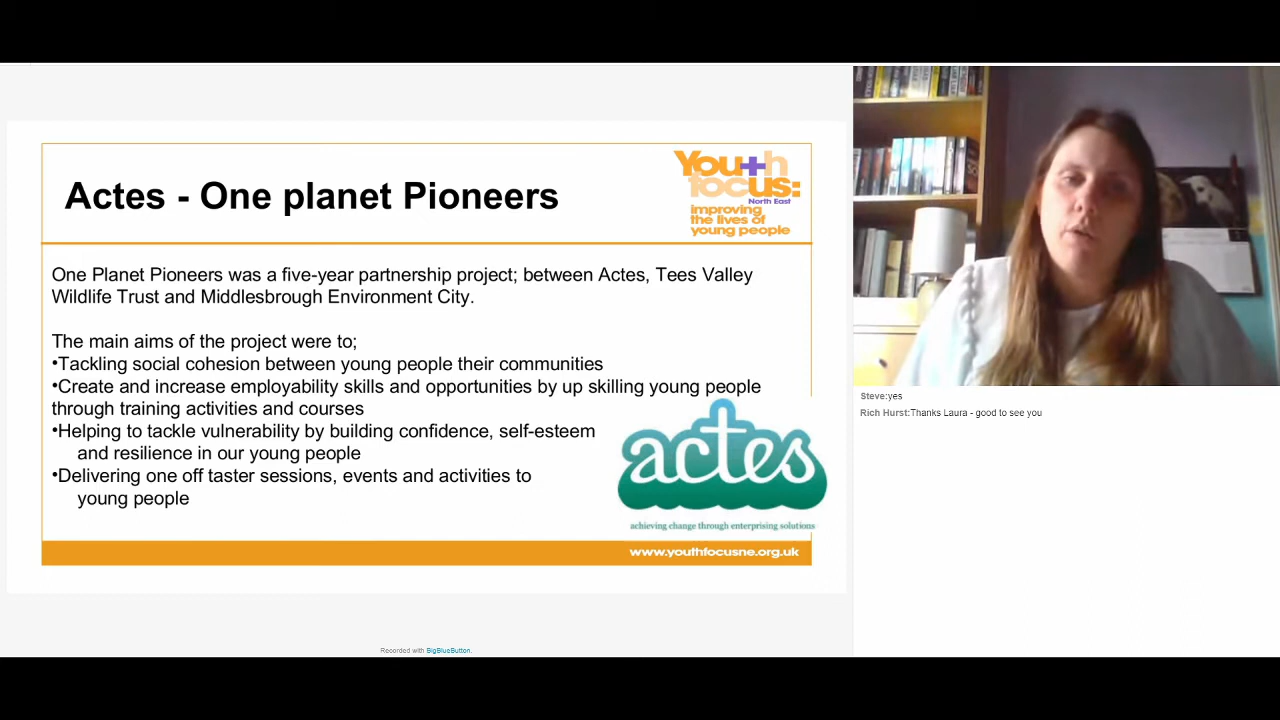 Actes - One planet Pioneers
Youth
focus:
North East
improving
the lives of
young people
One Planet Pioneers was a five-year partnership project; between Actes, Tees Valley
Wildlife Trust and Middlesbrough Environment City.
The main aims of the project were to;
•Tackling social cohesion between young people their communities
•Create and increase employability skills and opportunities by up skilling young people
through training activities and courses
•Helping to tackle vulnerability by building confidence, self-esteem
and resilience in our young people
•Delivering one off taster sessions, events and activities to
young people
actes
achieving change through enterprising solutions
www.youthfocusne.org.uk
Steve:yes
Rich Hurst:Thanks Laura - good to see you
Recorded with BigBlueButton.